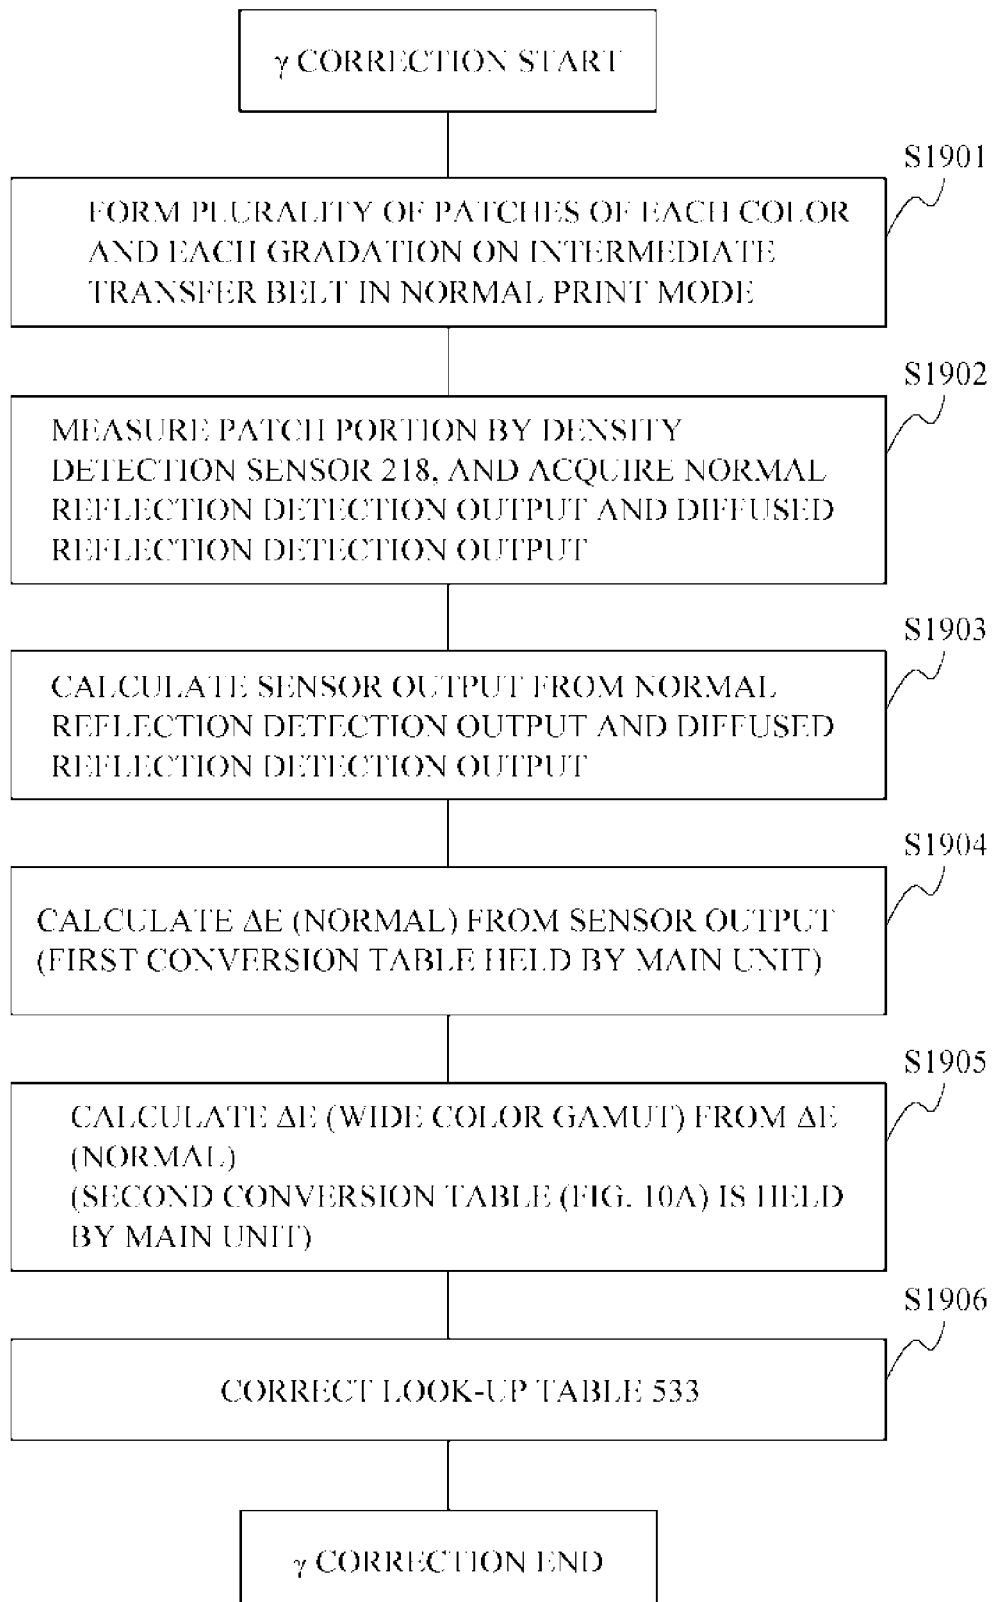 γ CORRECTION START
S1901
FORM PLURALITY OF PATCHES OF EACH COLOR
AND EACH GRADATION ON INTERMEDIATE
TRANSFER BELT IN NORMAL PRINT MODE
S1902
MEASURE PATCH PORTION BY DENSITY
DETECTION SENSOR 218, AND ACQUIRE NORMAL
REFLECTION DETECTION OUTPUT AND DIFFUSED
REFLECTION DETECTION OUTPUT
S1903
CALCULATE SENSOR OUTPUT FROM NORMAL
REFLECTION DETECTION OUTPUT AND DIFFUSED
REFLECTION DETECTION OUTPUT
S1904
CALCULATE ΔE (NORMAL) FROM SENSOR OUTPUT
(FIRST CONVERSION TABLE HELD BY MAIN UNIT)
S1905
CALCULATE ΔE (WIDE COLOR GAMUT) FROM ΔE
(NORMAL)
(SECOND CONVERSION TABLE (FIG. 10A) IS HELD
BY MAIN UNIT)
S1906
CORRECT LOOK-UP TABLE 533
γ CORRECTION END